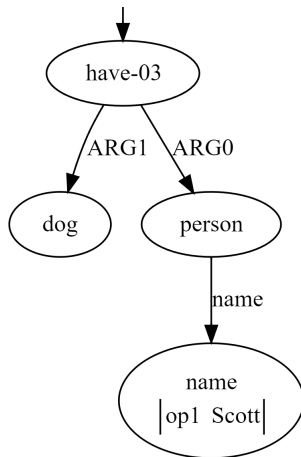 have-03
ARG1
ARG0
dog
person
name
name
op1 Scott